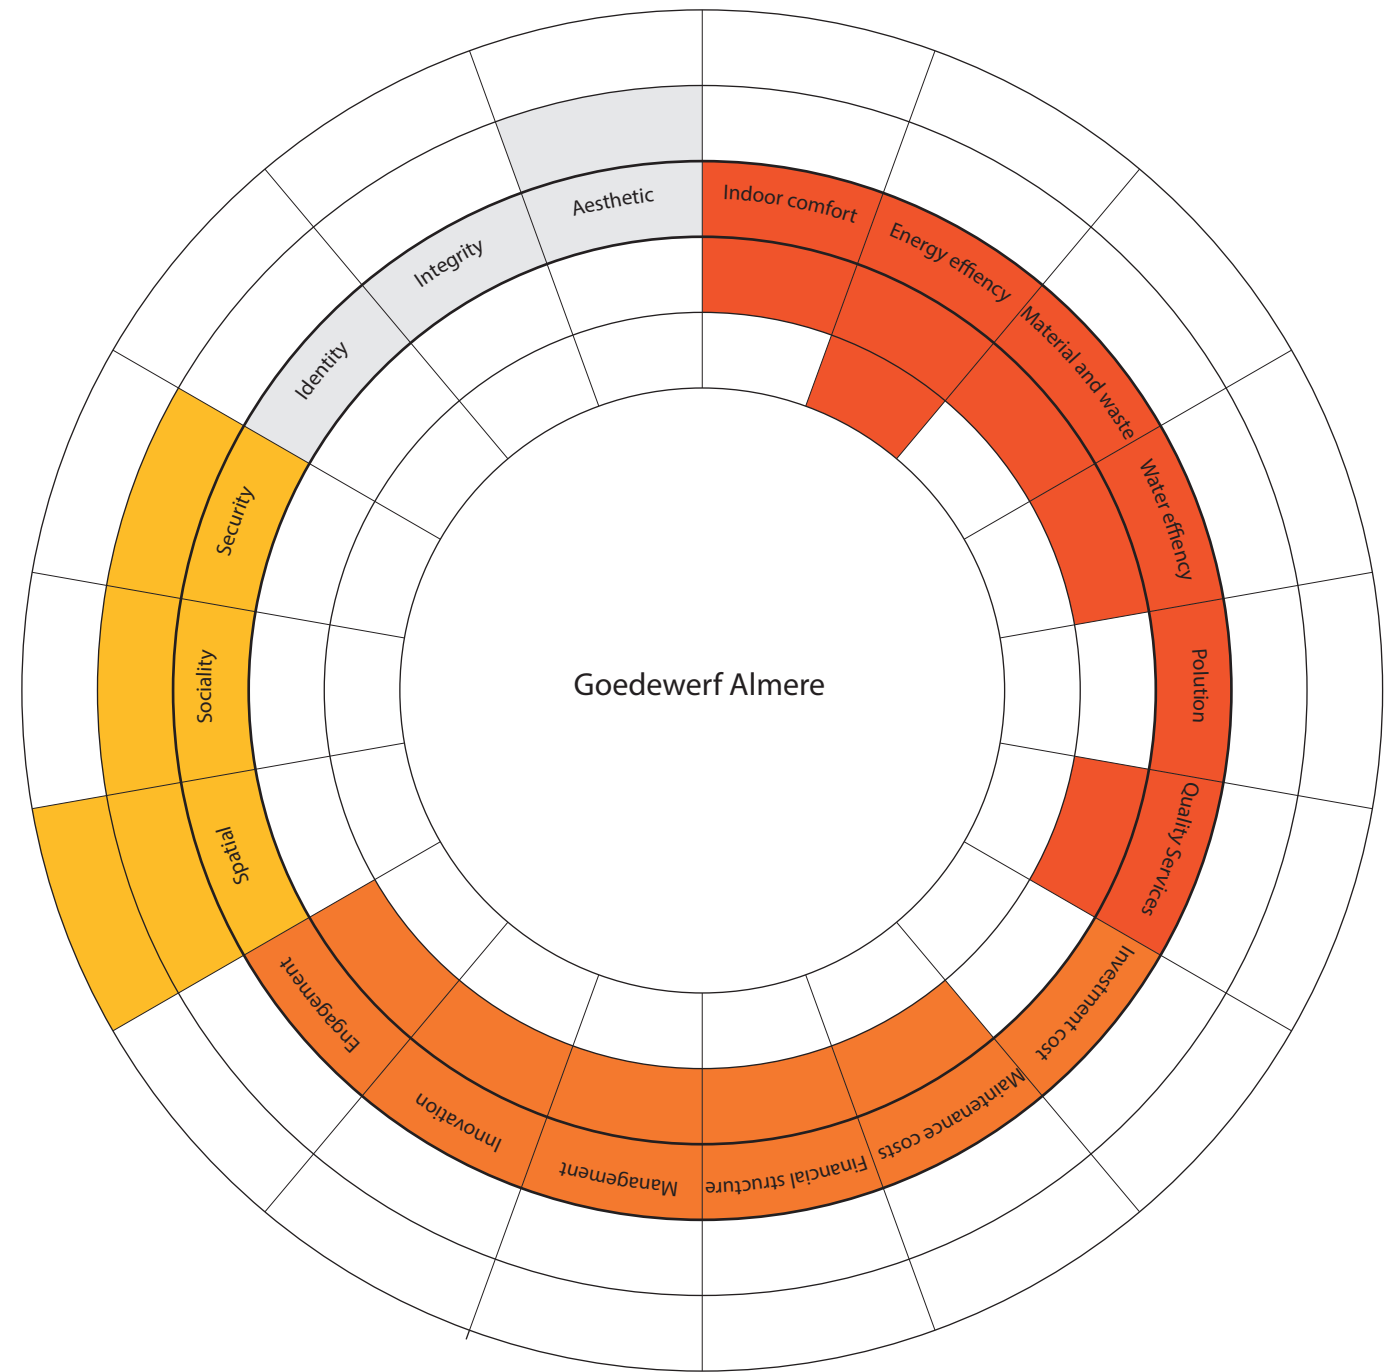 Indoor comfort
Energy effiency
Material and waste
Water effiency
Polution
Quality Services
Investment cost
Maintenance costs
Financial structure
Management
Innovation
Engagement
Spatial
Sociality
Security
Identity
Integrity
Aesthetic
Goedewerf Almere